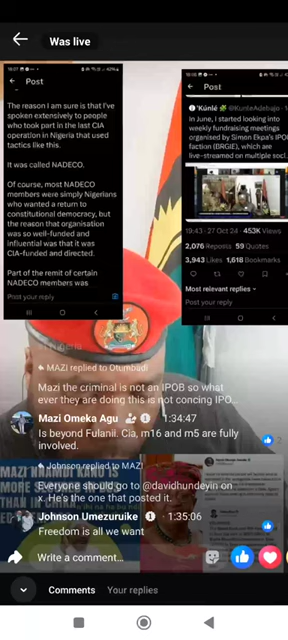 Was live
Post
The reason I am sure is that I've
spoken extensively to people
who took part in the last CIA
operation in Nigeria that used
tactics like this.
It was called NADECO.
Of course, most NADECO
members were simply Nigerians
who wanted a return to
constitutional democracy, but
the reason that organisation
was so well-funded and
influential was that it was
CIA-funded and directed.
Part of the remit of certain
NADECO members was
Post your reply
Post
'Kúnlé
@KunleAdebajo
In June, I started looking into
weekly fundraising meetings
organised by Simon Ekpa's IPOB
faction (BRGIE), which are
live-streamed on multiple soci
19:43 · 27 Oct 24 · 453K Views
2,076 Reposts 59 Quotes
3,943 Likes 1,618 Bookmarks
Most relevant replies
Post your reply
MAZI replied to Otumbadi
Mazi the criminal is not an IPOB so what
ever they are doing this is not concing IPO..
Mazi Omeka Agu 1:34:47
Is beyond Fulanii. Cia, m16 and m5 are fully
involved.
2
Johnson replied to MAZI
MAZI NNAMDI KANU IS
MORE
Everyone should go to @davidhundeyin on
x. He's the one that posted it.
Johnson Umezuruike 1:35:06
Freedom is all we want
Write a comment...
Comments
Your replies